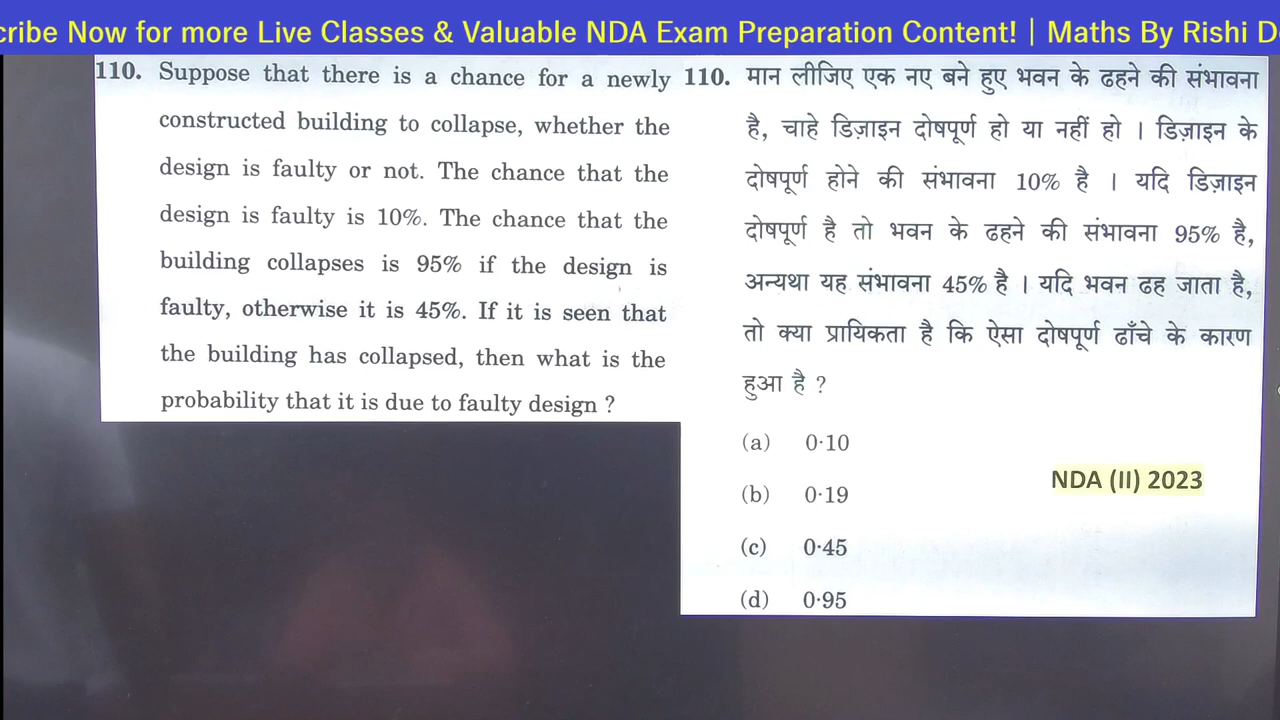 cribe Now for more Live Classes & Valuable NDA Exam Preparation Content! | Maths By Rishi D
110. Suppose that there is a chance for a newly
constructed building to collapse, whether the
design is faulty or not. The chance that the
design is faulty is 10%. The chance that the
building collapses is 95% if the design is
faulty, otherwise it is 45%. If it is seen that
the building has collapsed, then what is the
probability that it is due to faulty design ?
110. मान लीजिए एक नए बने हुए भवन के ढहने की संभावना
है, चाहे डिज़ाइन दोषपूर्ण हो या नहीं हो । डिज़ाइन के
दोषपूर्ण होने की संभावना 10% है । यदि डिज़ाइन
दोषपूर्ण है तो भवन के ढहने की संभावना 95% है,
अन्यथा यह संभावना 45% है । यदि भवन ढह जाता है,
तो क्या प्रायिकता है कि ऐसा दोषपूर्ण ढाँचे के कारण
हुआ है ?
(a) 0·10
(b) 0·19
(c) 0·45
(d) 0·95
NDA (II) 2023